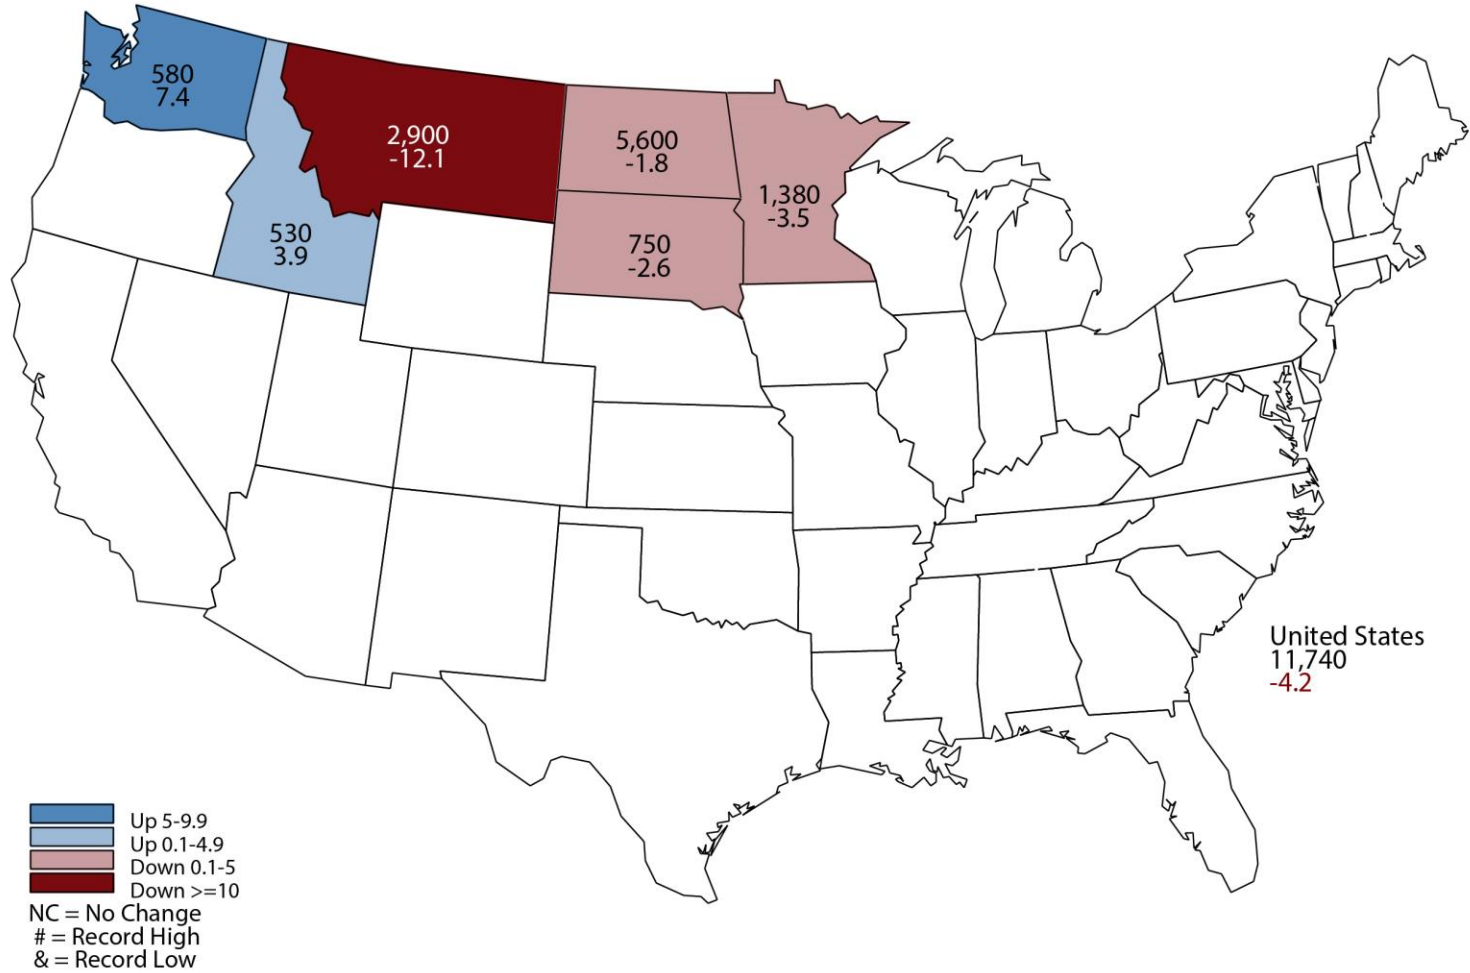 580
7.4
2,900
-12.1
5,600
-1.8
1,380
-3.5
530
3.9
750
-2.6
United States
11,740
-4.2
Up 5-9.9
Up 0.1-4.9
Down 0.1-5
Down >=10
NC = No Change
# = Record High
& = Record Low